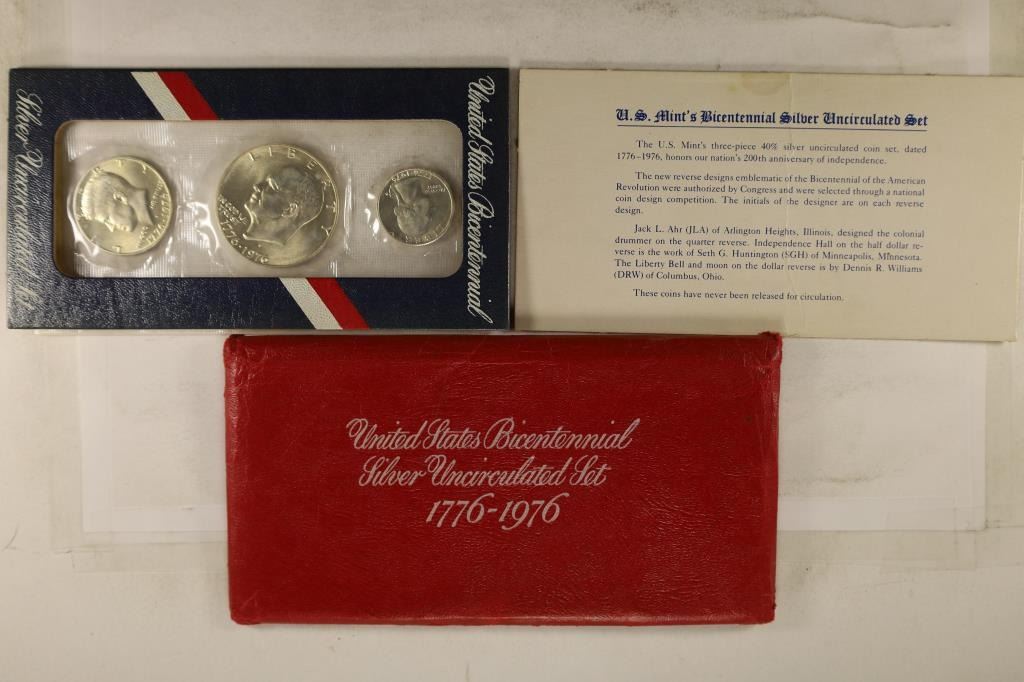 United States Bicentennial
Silver Uncirculated Set
LIBERTY
1776-1976
U.S. Mint's Bicentennial Silver Uncirculated Set
The U.S. Mint's three-piece 40% silver uncirculated coin set, dated
1776-1976, honors our nation's 200th anniversary of independence.
The new reverse designs emblematic of the Bicentennial of the American
Revolution were authorized by Congress and were selected through a national
coin design competition. The initials of the designer are on each reverse
design.
Jack L. Ahr (JLA) of Arlington Heights, Illinois, designed the colonial
drummer on the quarter reverse. Independence Hall on the half dollar re-
verse is the work of Seth G. Huntington (SGH) of Minneapolis, Minnesota.
The Liberty Bell and moon on the dollar reverse is by Dennis R. Williams
(DRW) of Columbus, Ohio.
These coins have never been released for circulation.
United States Bicentennial
Silver Uncirculated Set
1776-1976